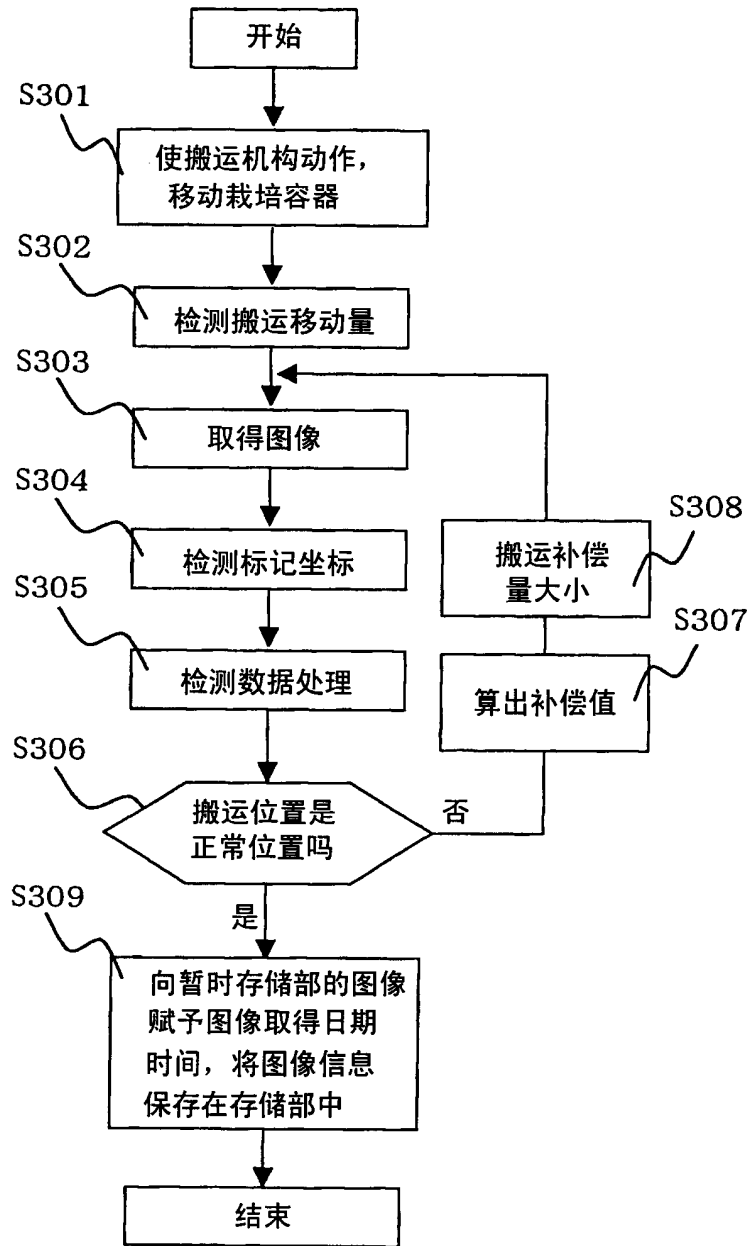 开始
S301
使搬运机构动作，
移动栽培容器
S302
检测搬运移动量
S303
取得图像
S304
检测标记坐标
S305
检测数据处理
S306
搬运位置是
正常位置吗
否
S307
算出补偿值
S308
搬运补偿
量大小
是
S309
向暂时存储部的图像
赋予图像取得日期
时间，将图像信息
保存在存储部中
结束